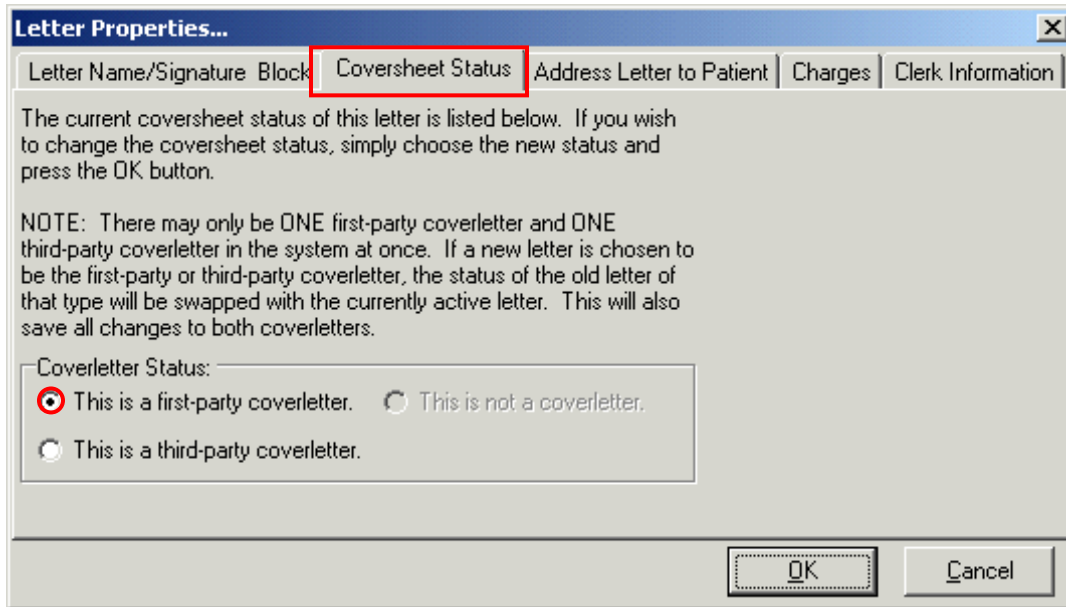 Letter Properties...
Letter Name/Signature Block Coversheet Status Address Letter to Patient Charges Clerk Information
The current coversheet status of this letter is listed below. If you wish
to change the coversheet status, simply choose the new status and
press the OK button.
NOTE: There may only be ONE first-party coverletter and ONE
third-party coverletter in the system at once. If a new letter is chosen to
be the first-party or third-party coverletter, the status of the old letter of
that type will be swapped with the currently active letter. This will also
save all changes to both coverletters.
Coverletter Status:
This is a first-party coverletter. This is not a coverletter.
This is a third-party coverletter.
OK Cancel